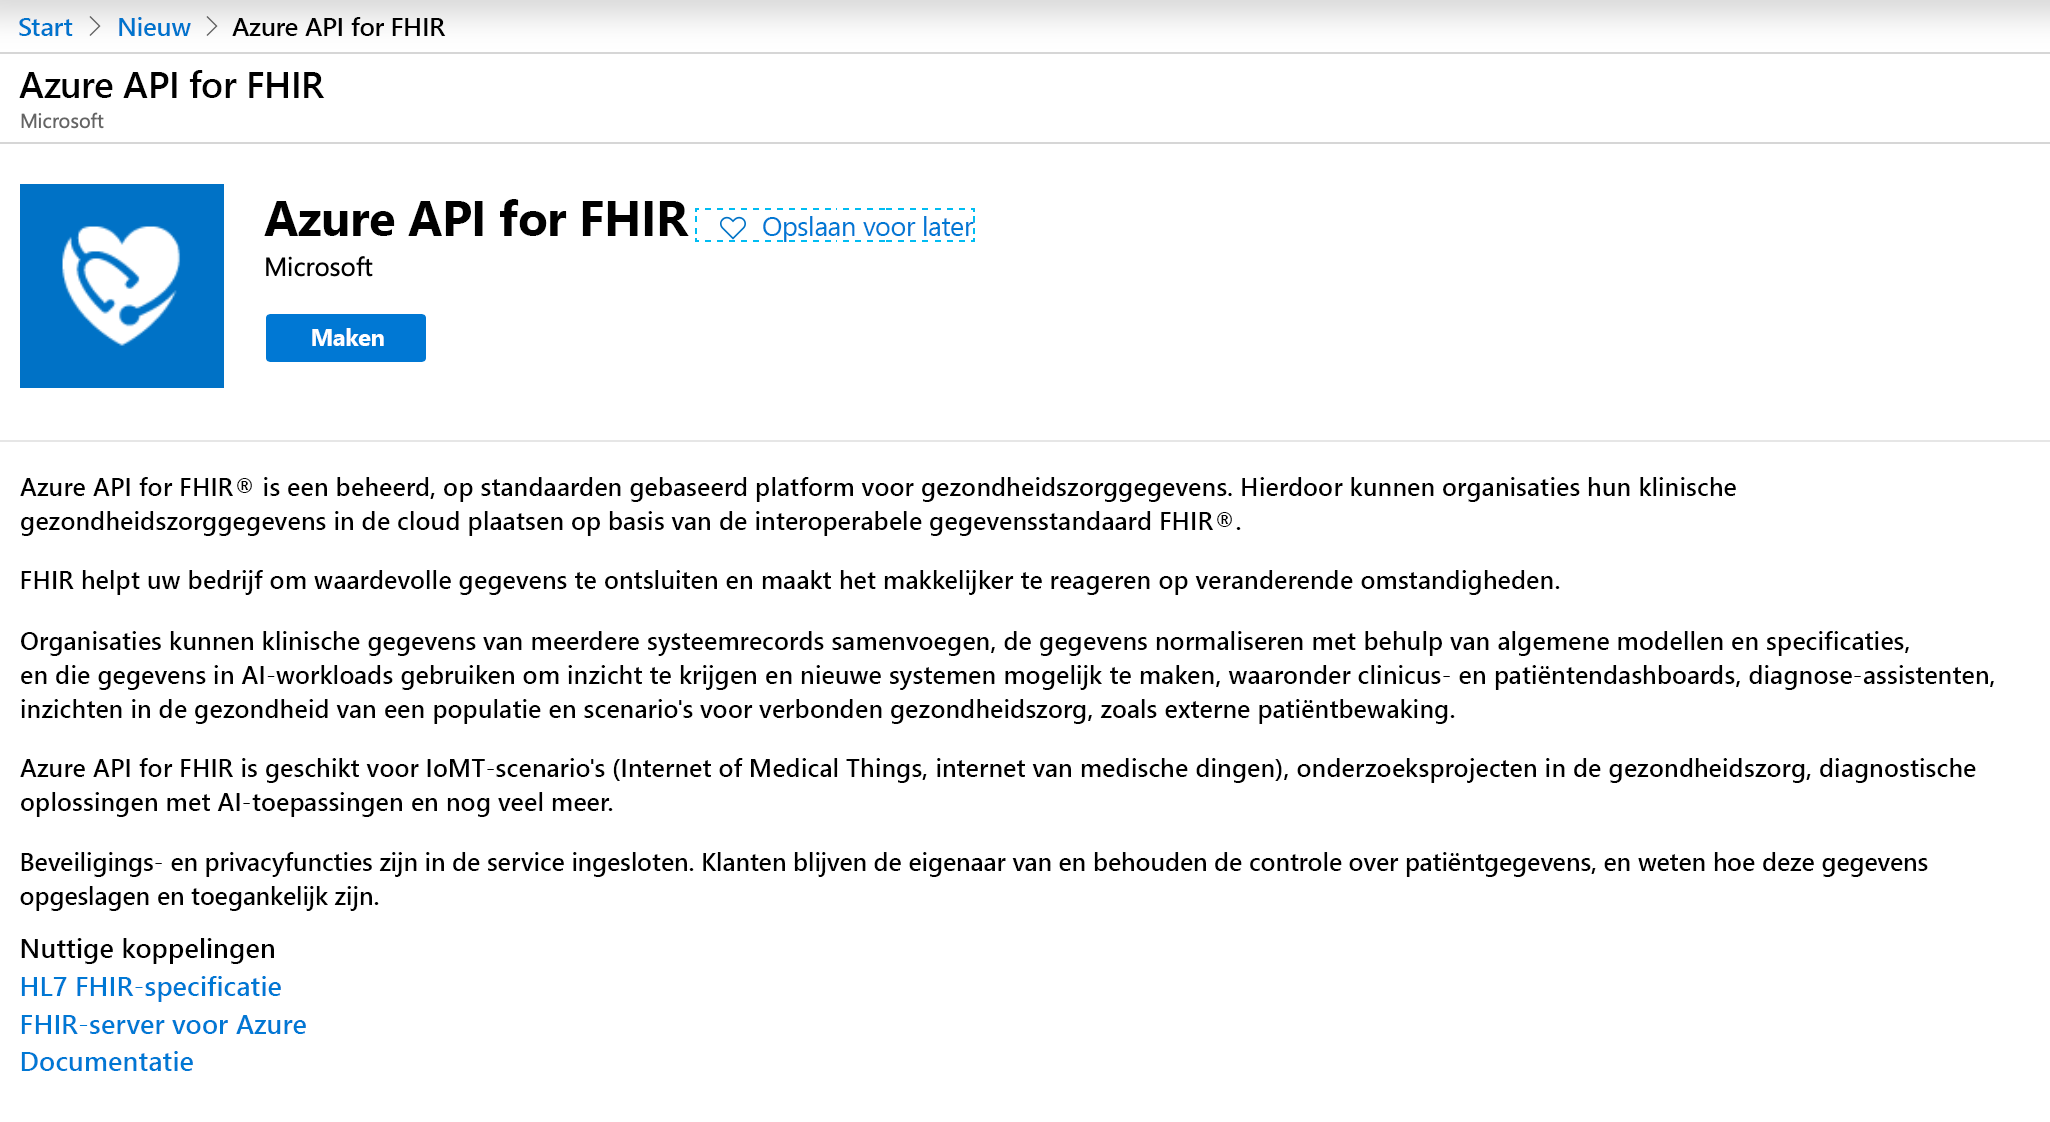 Start > Nieuw > Azure API for FHIR
Azure API for FHIR
Microsoft
Azure API for FHIR
Opslaan voor later
Microsoft
Maken
Azure API for FHIR® is een beheerd, op standaarden gebaseerd platform voor gezondheidszorggegevens. Hierdoor kunnen organisaties hun klinische
gezondheidszorggegevens in de cloud plaatsen op basis van de interoperabele gegevensstandaard FHIR®.
FHIR helpt uw bedrijf om waardevolle gegevens te ontsluiten en maakt het makkelijker te reageren op veranderende omstandigheden.
Organisaties kunnen klinische gegevens van meerdere systeemrecords samenvoegen, de gegevens normaliseren met behulp van algemene modellen en specificaties,
en die gegevens in AI-workloads gebruiken om inzicht te krijgen en nieuwe systemen mogelijk te maken, waaronder clinicus- en patiëntendashboards, diagnose-assistenten,
inzichten in de gezondheid van een populatie en scenario's voor verbonden gezondheidszorg, zoals externe patiëntbewaking.
Azure API for FHIR is geschikt voor IoMT-scenario's (Internet of Medical Things, internet van medische dingen), onderzoeksprojecten in de gezondheidszorg, diagnostische
oplossingen met AI-toepassingen en nog veel meer.
Beveiligings- en privacyfuncties zijn in de service ingesloten. Klanten blijven de eigenaar van en behouden de controle over patiëntgegevens, en weten hoe deze gegevens
opgeslagen en toegankelijk zijn.
Nuttige koppelingen
HL7 FHIR-specificatie
FHIR-server voor Azure
Documentatie